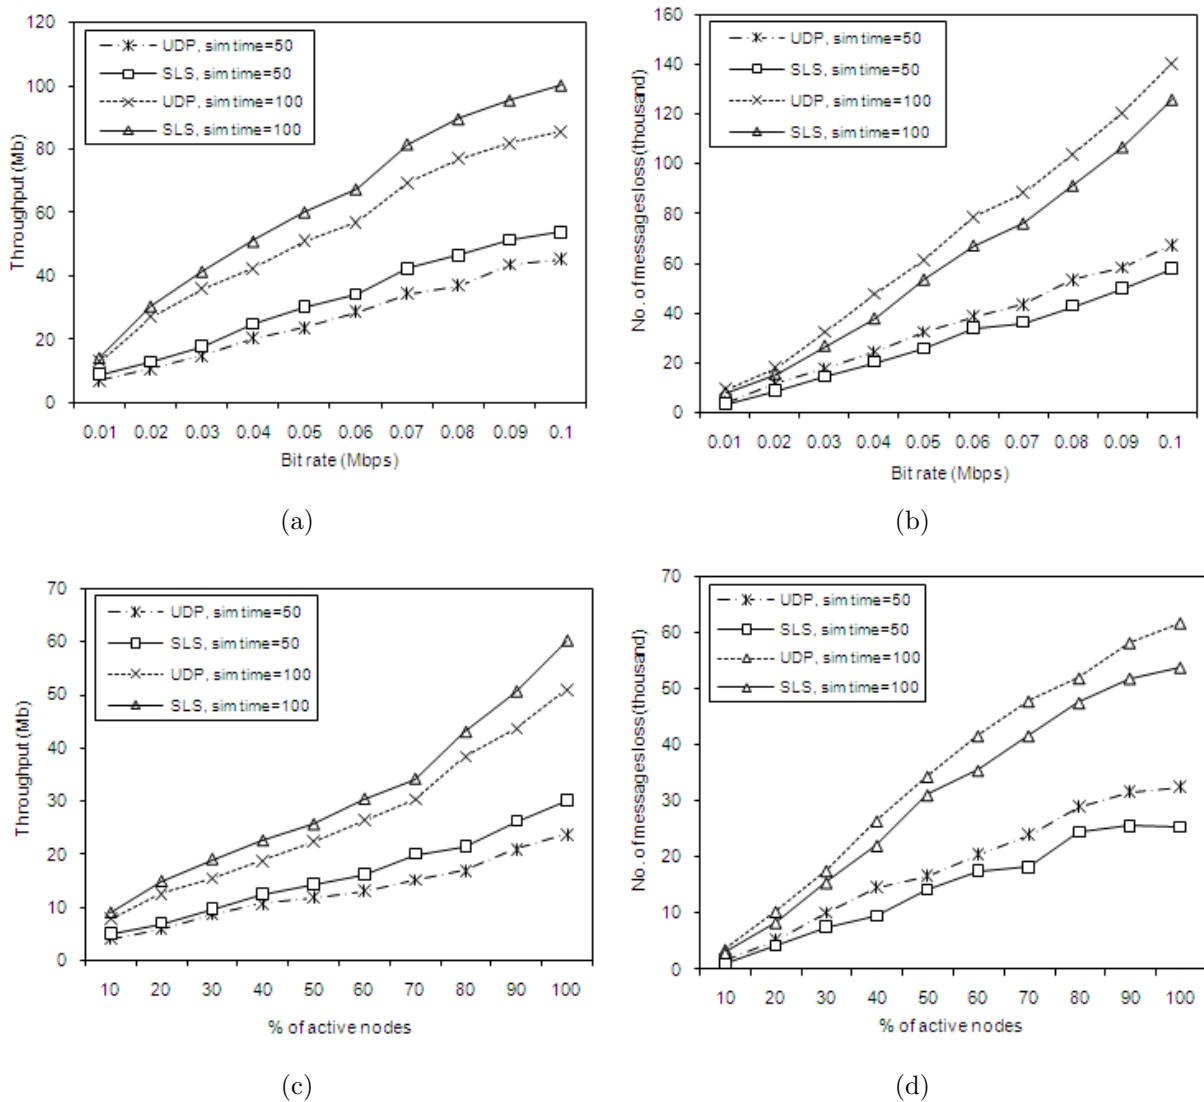 120
100
80
60
40
20
0
Throughput (Mb)
UDP, sim time=50
SLS, sim time=50
UDP, sim time=100
SLS, sim time=100
0.01 0.02 0.03 0.04 0.05 0.06 0.07 0.08 0.09 0.1
Bit rate (Mbps)
(a)
160
140
120
100
80
60
40
20
0
No. of messages loss (thousand)
UDP, sim time=50
SLS, sim time=50
UDP, sim time=100
SLS, sim time=100
0.01 0.02 0.03 0.04 0.05 0.06 0.07 0.08 0.09 0.1
Bit rate (Mbps)
(b)
70
60
50
40
30
20
10
0
Throughput (Mb)
UDP, sim time=50
SLS, sim time=50
UDP, sim time=100
SLS, sim time=100
10 20 30 40 50 60 70 80 90 100
% of active nodes
(c)
70
60
50
40
30
20
10
0
No. of messages loss (thousand)
UDP, sim time=50
SLS, sim time=50
UDP, sim time=100
SLS, sim time=100
10 20 30 40 50 60 70 80 90 100
% of active nodes
(d)